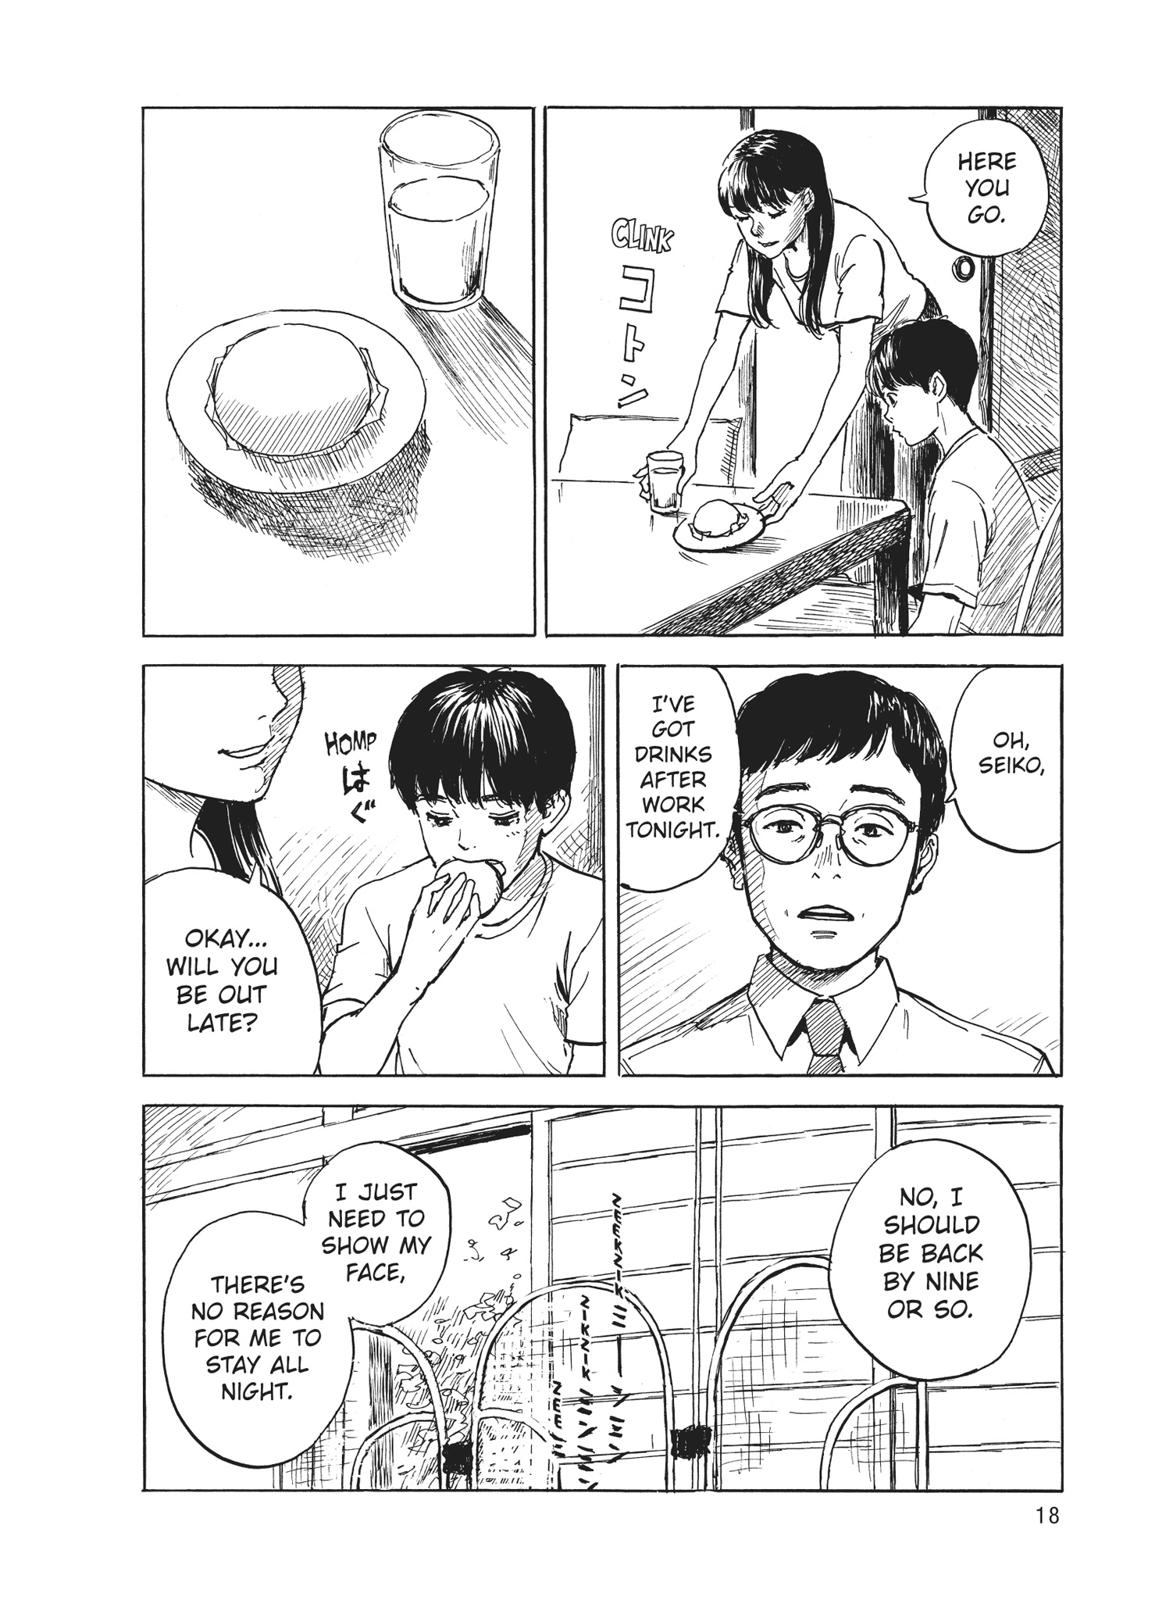 HERE
YOU
GO.
CLINK
コトン
OH,
SEIKO,
I'VE
GOT
DRINKS
AFTER
WORK
TONIGHT.
HOMP
はぐ
OKAY...
WILL YOU
BE OUT
LATE?
NO, I
SHOULD
BE BACK
BY NINE
OR SO.
I JUST
NEED TO
SHOW MY
FACE,
THERE'S
NO REASON
FOR ME TO
STAY ALL
NIGHT.
18